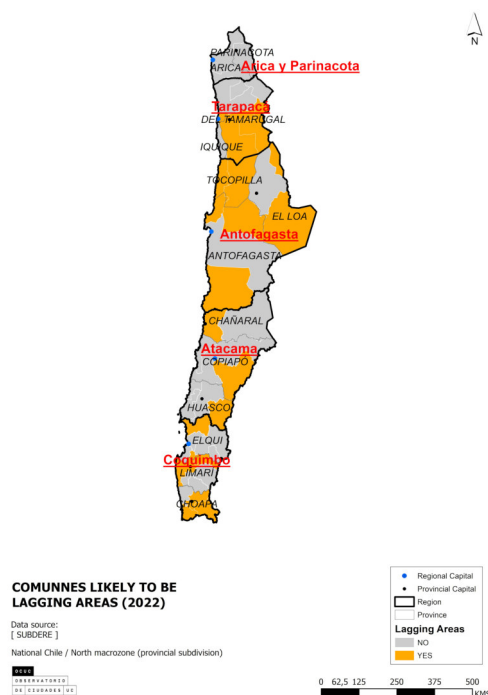 N
PARINACOTA
ARICA
Arica y Parinacota
Tarapaca
DEL TAMARUGAL
IQUIQUE
TOCOPILLA
EL LOA
Antofagasta
ANTOFAGASTA
CHAÑARAL
Atacama
COPIAPÓ
HUASCO
ELQUI
Coquimbo
LIMARÍ
CHOAPA
COMUNNES LIKELY TO BE
LAGGING AREAS (2022)
Data source:
[ SUBDERE ]
National Chile / North macrozone (provincial subdivision)
OCUC
OBSERVATORIO
DE CIUDADES UC
Regional Capital
Provincial Capital
Region
Province
Lagging Areas
NO
YES
0 62,5 125 250 375 500
KMS